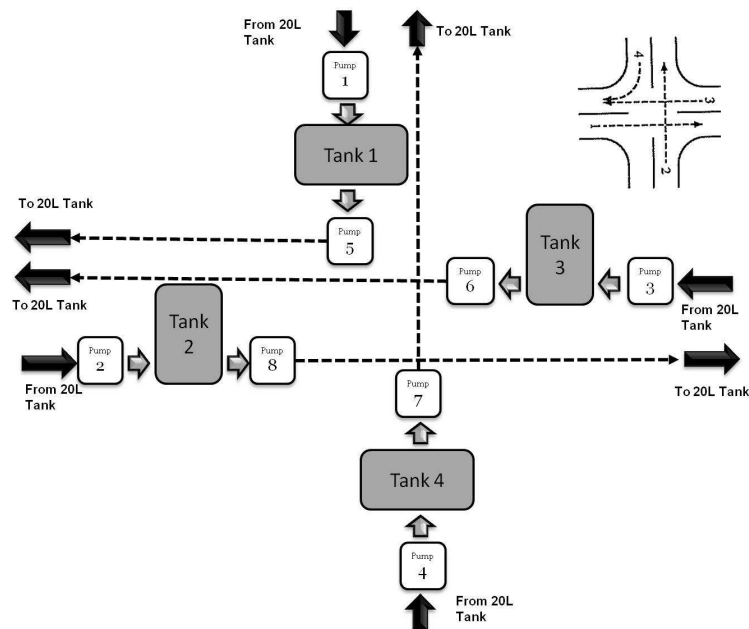 From 20L
Tank
To 20L Tank
Pump
1
Tank 1
4
3
1
2
To 20L Tank
Pump
5
To 20L Tank
Pump
6
Tank
3
Pump
3
From 20L
Tank
Tank
2
Pump
2
Pump
8
From 20L
Tank
To 20L Tank
Pump
7
Tank 4
Pump
4
From 20L
Tank